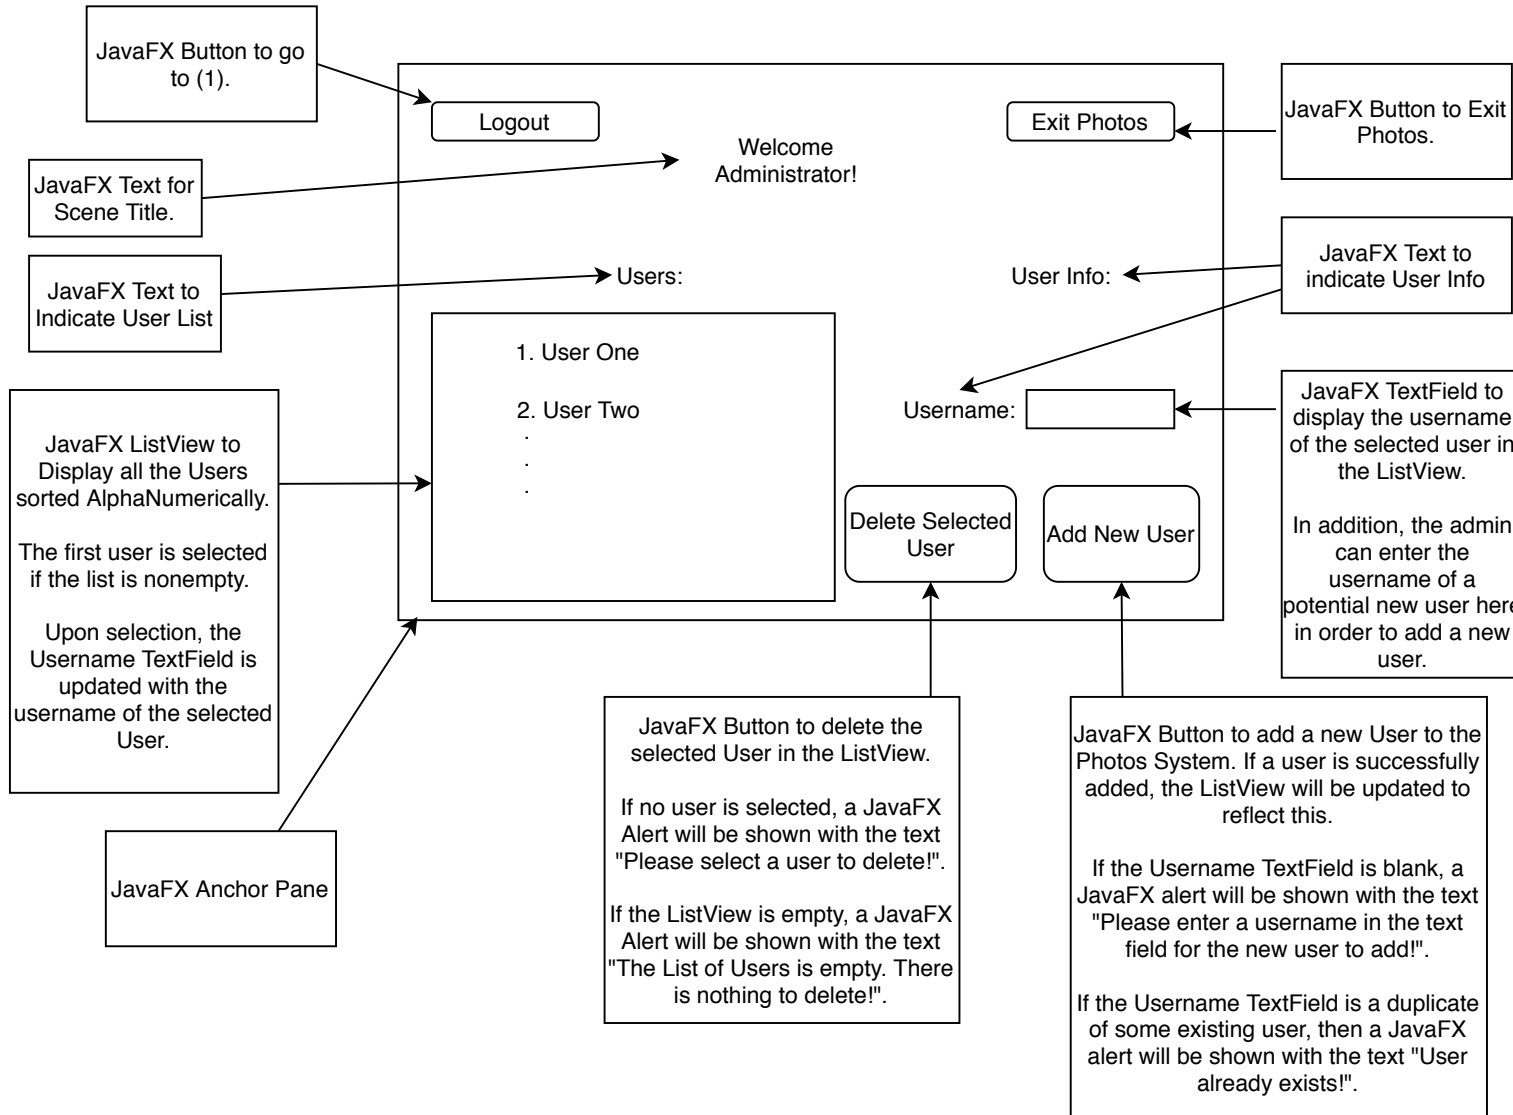 JavaFX Button to go
to (1).
Logout
Exit Photos
JavaFX Button to Exit
Photos.
Welcome
Administrator!
JavaFX Text for
Scene Title.
JavaFX Text to
Indicate User List
Users:
User Info:
JavaFX Text to
indicate User Info
1. User One
2. User Two
.
.
.
Username:
JavaFX TextField to
display the username
of the selected user in
the ListView.
In addition, the admin
can enter the
username of a
potential new user here
in order to add a new
user.
JavaFX ListView to
Display all the Users
sorted AlphaNumerically.
The first user is selected
if the list is nonempty.
Upon selection, the
Username TextField is
updated with the
username of the selected
User.
Delete Selected
User
Add New User
JavaFX Anchor Pane
JavaFX Button to delete the
selected User in the ListView.
If no user is selected, a JavaFX
Alert will be shown with the text
"Please select a user to delete!".
If the ListView is empty, a JavaFX
Alert will be shown with the text
"The List of Users is empty. There
is nothing to delete!".
JavaFX Button to add a new User to the
Photos System. If a user is successfully
added, the ListView will be updated to
reflect this.
If the Username TextField is blank, a
JavaFX alert will be shown with the text
"Please enter a username in the text
field for the new user to add!".
If the Username TextField is a duplicate
of some existing user, then a JavaFX
alert will be shown with the text "User
already exists!".